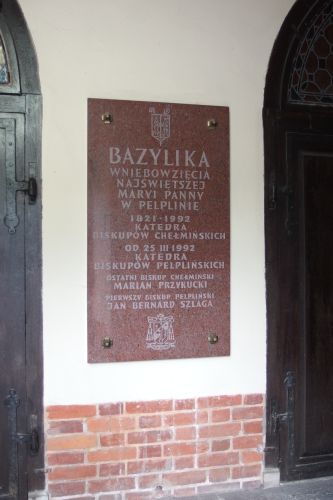 BAZYLIKA
WNIEBOWZIĘCIA
NAJŚWIĘTSZEJ
MARYI PANNY
W PELPLINIE
1821-1992
KATEDRA
BISKUPÓW CHEŁMIŃSKICH
OD 25 III 1992
KATEDRA
BISKUPÓW PELPLIŃSKICH
OSTATNI BISKUP CHEŁMIŃSKI
MARIAN PRZYKUCKI
PIERWSZY BISKUP PELPLIŃSKI
JAN BERNARD SZLAGA